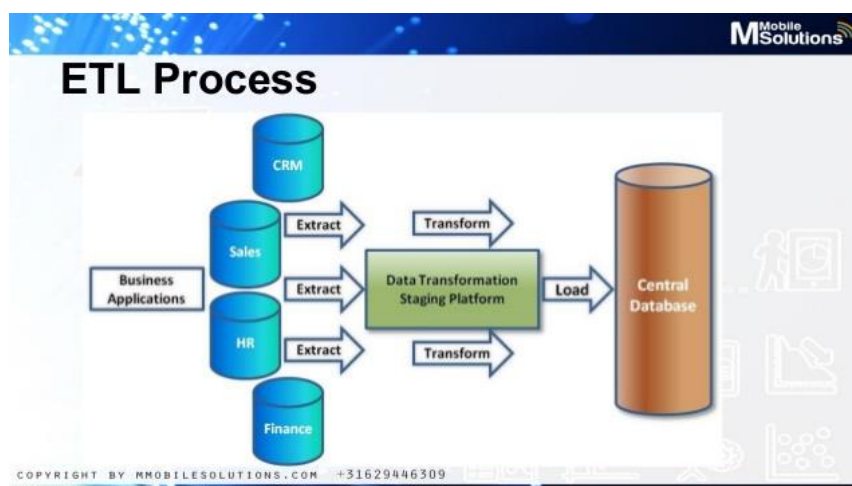 Mobile
MSolutions
ETL Process
CRM
Extract
Transform
Sales
Business
Applications
Extract
Data Transformation
Staging Platform
Load
Central
Database
HR
Extract
Transform
Finance
COPYRIGHT BY MMOBILESOLUTIONS.COM +31629446309